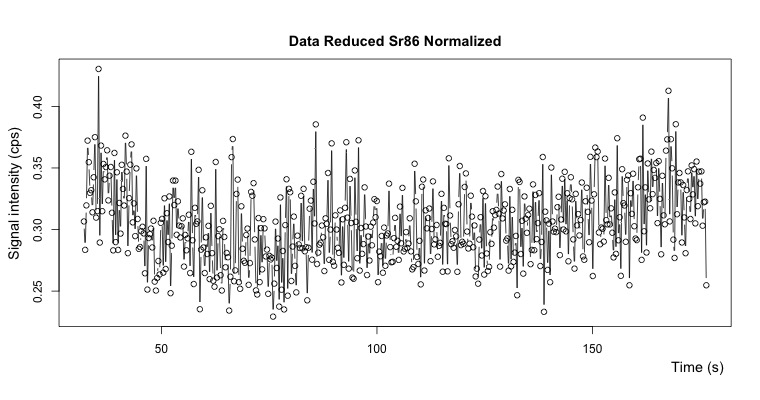 Data Reduced Sr86 Normalized
Signal intensity (cps)
0.40
0.35
0.30
0.25
50 100 150
Time (s)